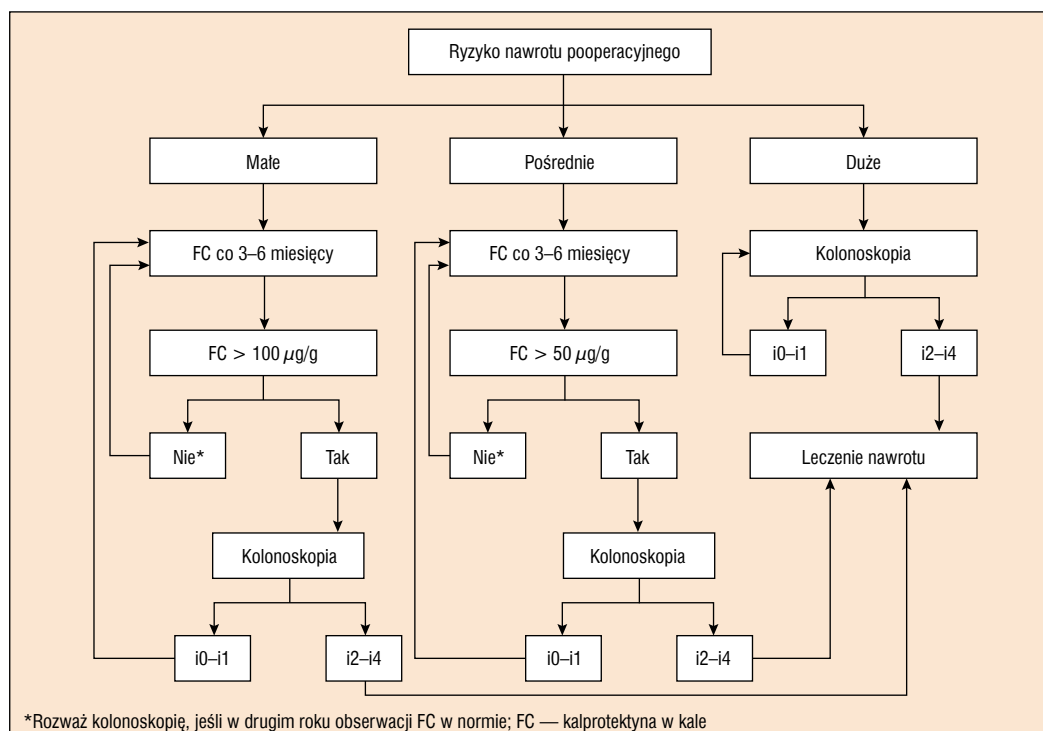 Ryzyko nawrotu pooperacyjnego
Małe
Pośrednie
Duże
FC co 3–6 miesięcy
FC co 3–6 miesięcy
Kolonoskopia
FC > 100 µg/g
FC > 50 µg/g
i0–i1
i2–i4
Nie*
Tak
Nie*
Tak
Leczenie nawrotu
Kolonoskopia
Kolonoskopia
i0–i1
i2–i4
i0–i1
i2–i4
*Rozważ kolonoskopię, jeśli w drugim roku obserwacji FC w normie; FC — kalprotektyna w kale